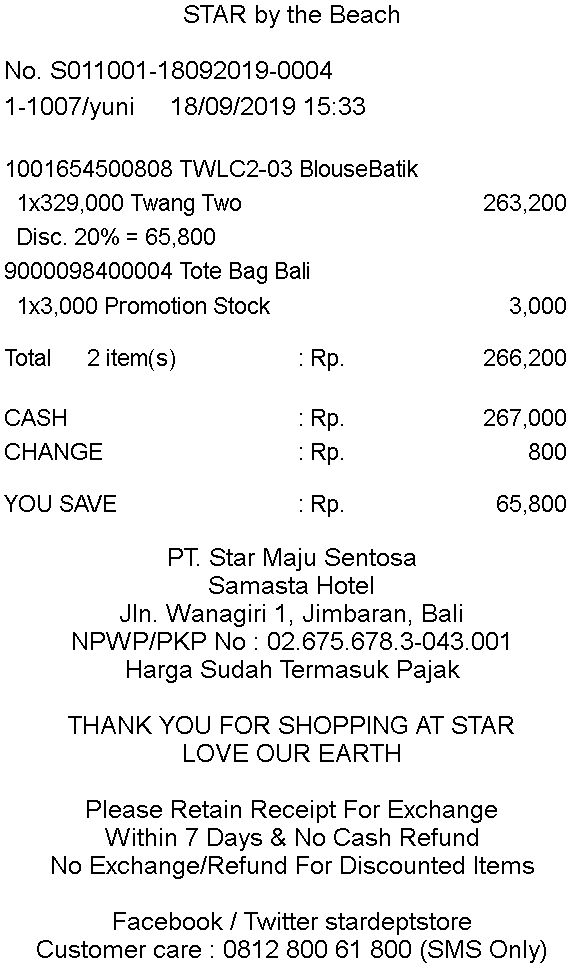 STAR by the Beach
No. S011001-18092019-0004
1-1007/yuni 18/09/2019 15:33
1001654500808 TWLC2-03 BlouseBatik
1x329,000 Twang Two 263,200
Disc. 20% = 65,800
9000098400004 Tote Bag Bali
1x3,000 Promotion Stock 3,000
Total 2 item(s) : Rp. 266,200
CASH : Rp. 267,000
CHANGE : Rp. 800
YOU SAVE : Rp. 65,800
PT. Star Maju Sentosa
Samasta Hotel
Jln. Wanagiri 1, Jimbaran, Bali
NPWP/PKP No : 02.675.678.3-043.001
Harga Sudah Termasuk Pajak
THANK YOU FOR SHOPPING AT STAR
LOVE OUR EARTH
Please Retain Receipt For Exchange
Within 7 Days & No Cash Refund
No Exchange/Refund For Discounted Items
Facebook / Twitter stardeptstore
Customer care : 0812 800 61 800 (SMS Only)